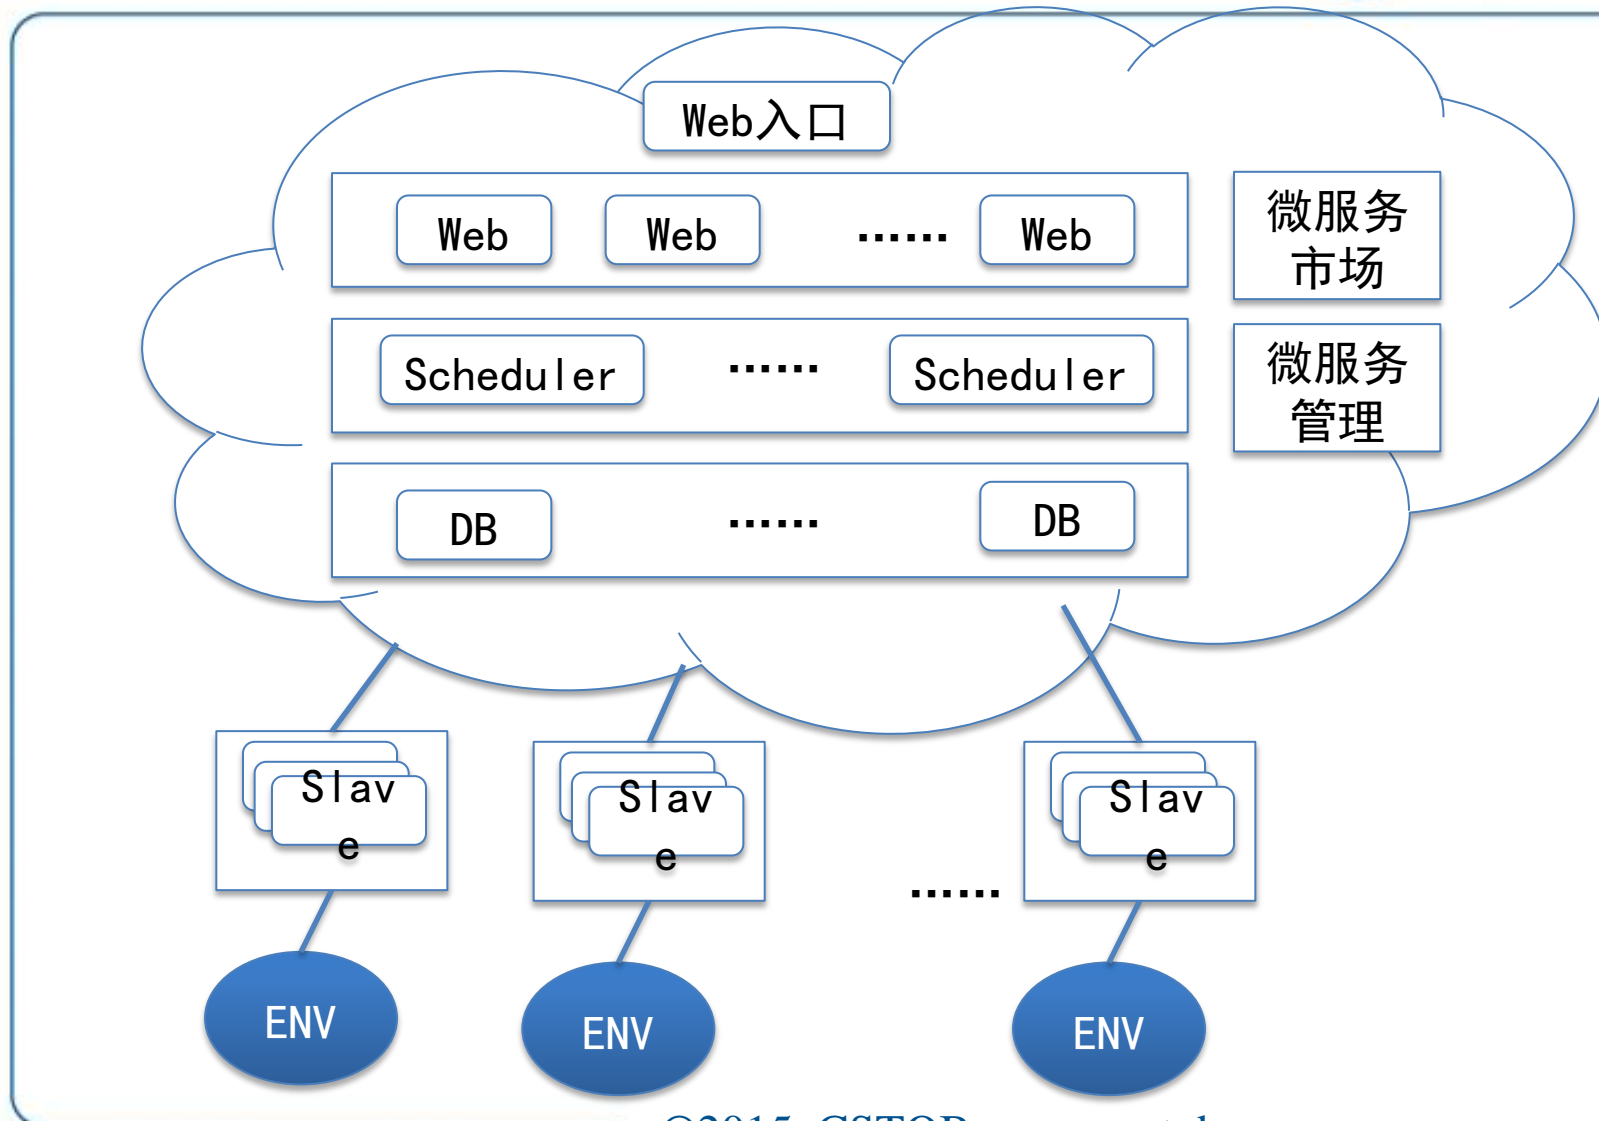 Web入口
Web Web …… Web
微服务
市场
Scheduler …… Scheduler
微服务
管理
DB …… DB
Slav
e
Slav
e
……
Slav
e
ENV ENV ENV